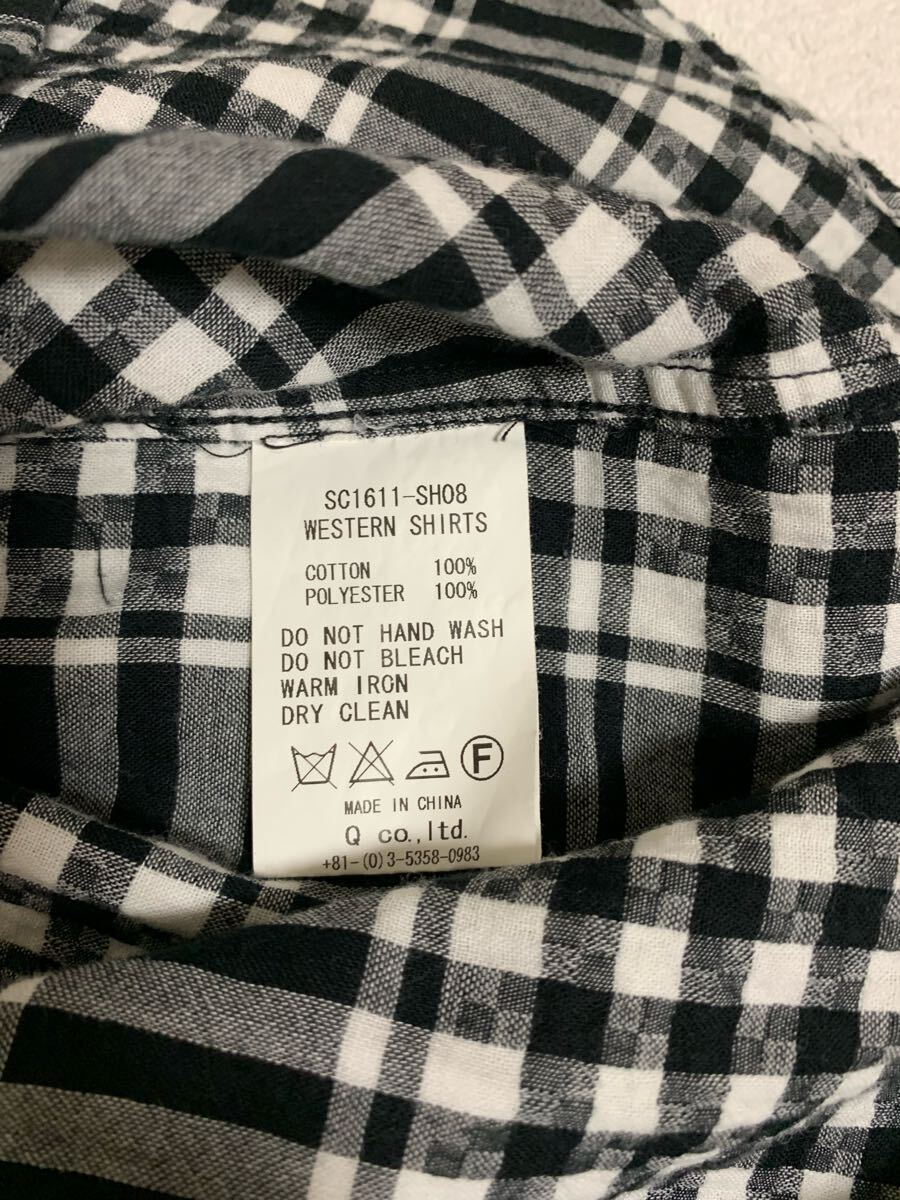 SC1611-SH08
WESTERN SHIRTS
COTTON 100%
POLYESTER 100%
DO NOT HAND WASH
DO NOT BLEACH
WARM IRON
DRY CLEAN
F
MADE IN CHINA
Q co.,ltd.
+81-(0)3-5358-0983